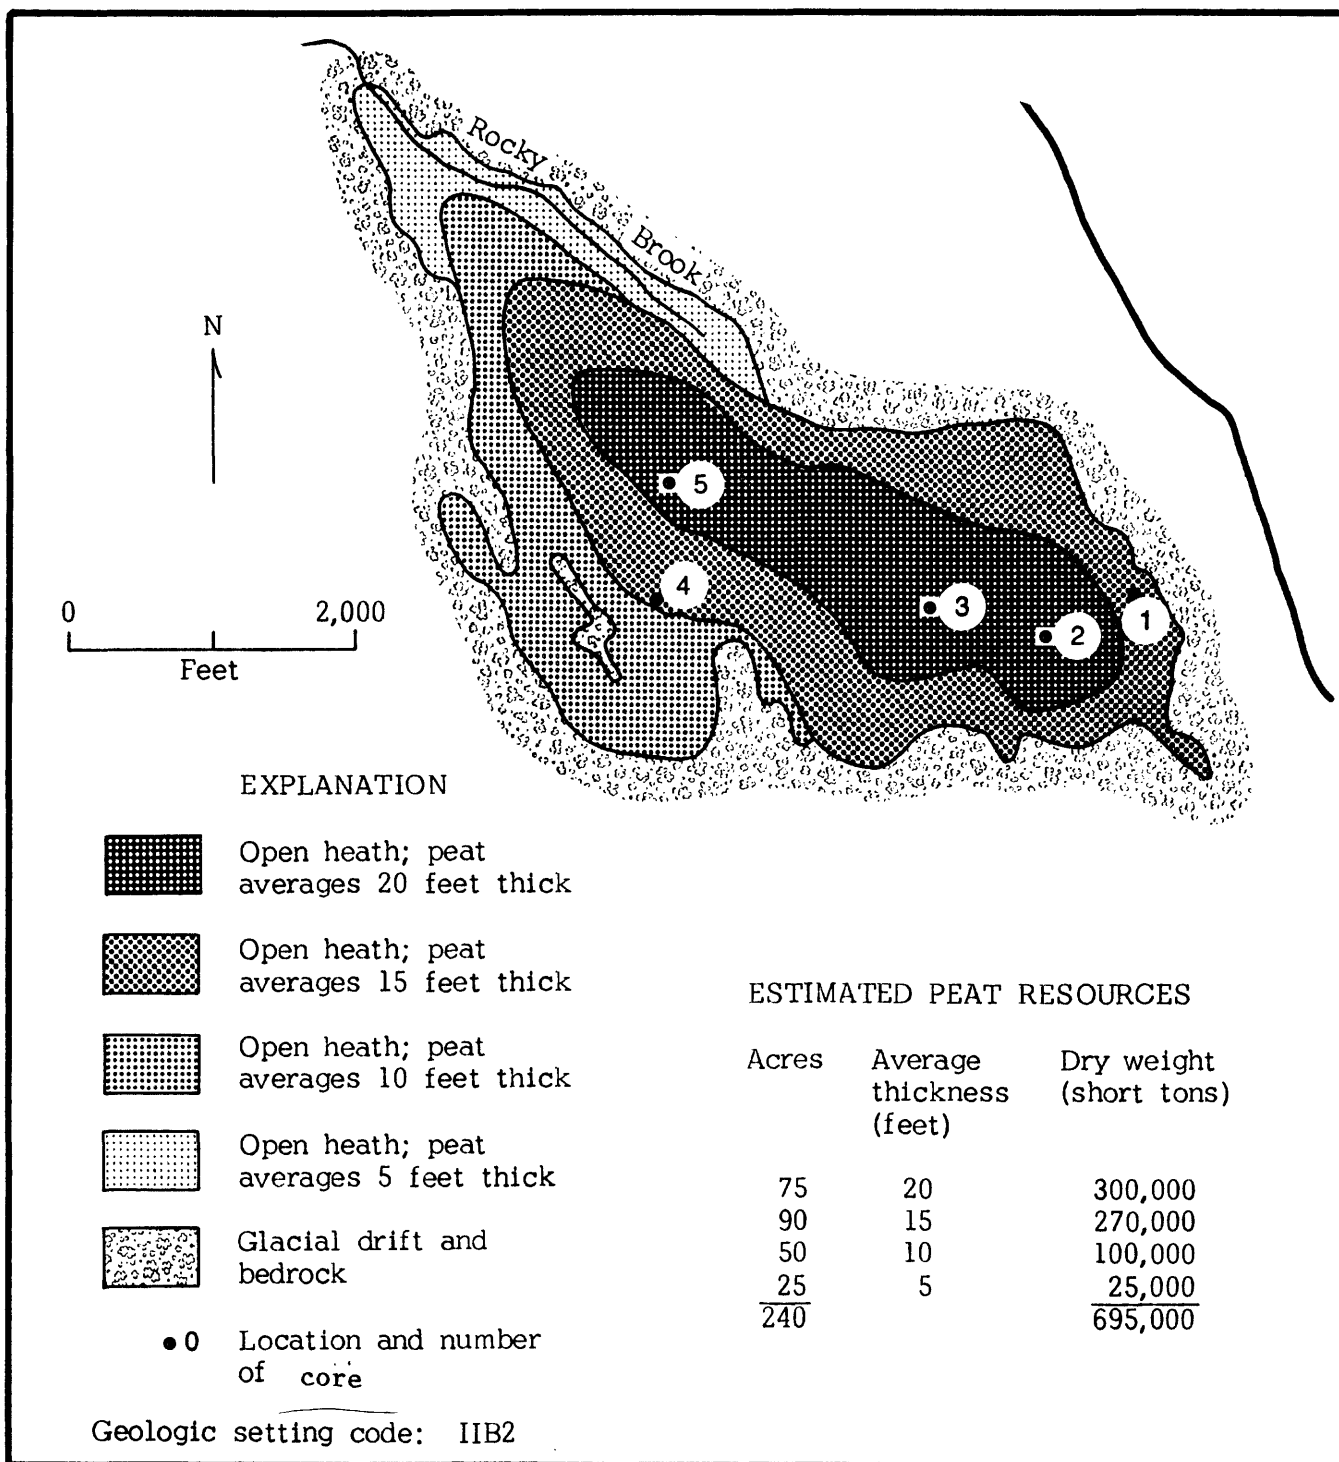 Rocky
Brook
N
5
4
3
2
1
0 2,000
Feet
EXPLANATION
Open heath; peat
averages 20 feet thick
Open heath; peat
averages 15 feet thick
Open heath; peat
averages 10 feet thick
Open heath; peat
averages 5 feet thick
Glacial drift and
bedrock
0 Location and number
of core
Geologic setting code: IIB2
ESTIMATED PEAT RESOURCES
Acres Average Dry weight
thickness (short tons)
(feet)
75 20 300,000
90 15 270,000
50 10 100,000
25 5 25,000
240 695,000